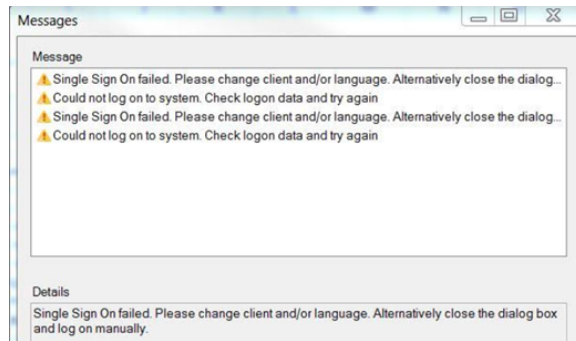 Messages
Message
Single Sign On failed. Please change client and/or language. Alternatively close the dialog...
Could not log on to system. Check logon data and try again
Single Sign On failed. Please change client and/or language. Alternatively close the dialog...
Could not log on to system. Check logon data and try again
Details
Single Sign On failed. Please change client and/or language. Alternatively close the dialog box
and log on manually.